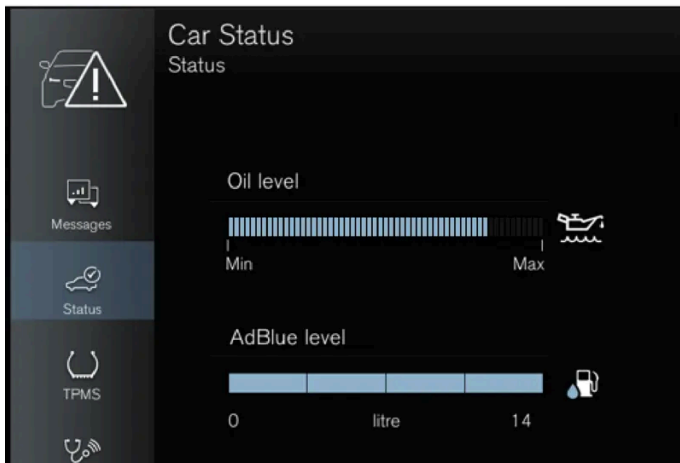 Car Status
Status
Messages
Status
TPMS
Oil level
Min Max
AdBlue level
0 litre 14